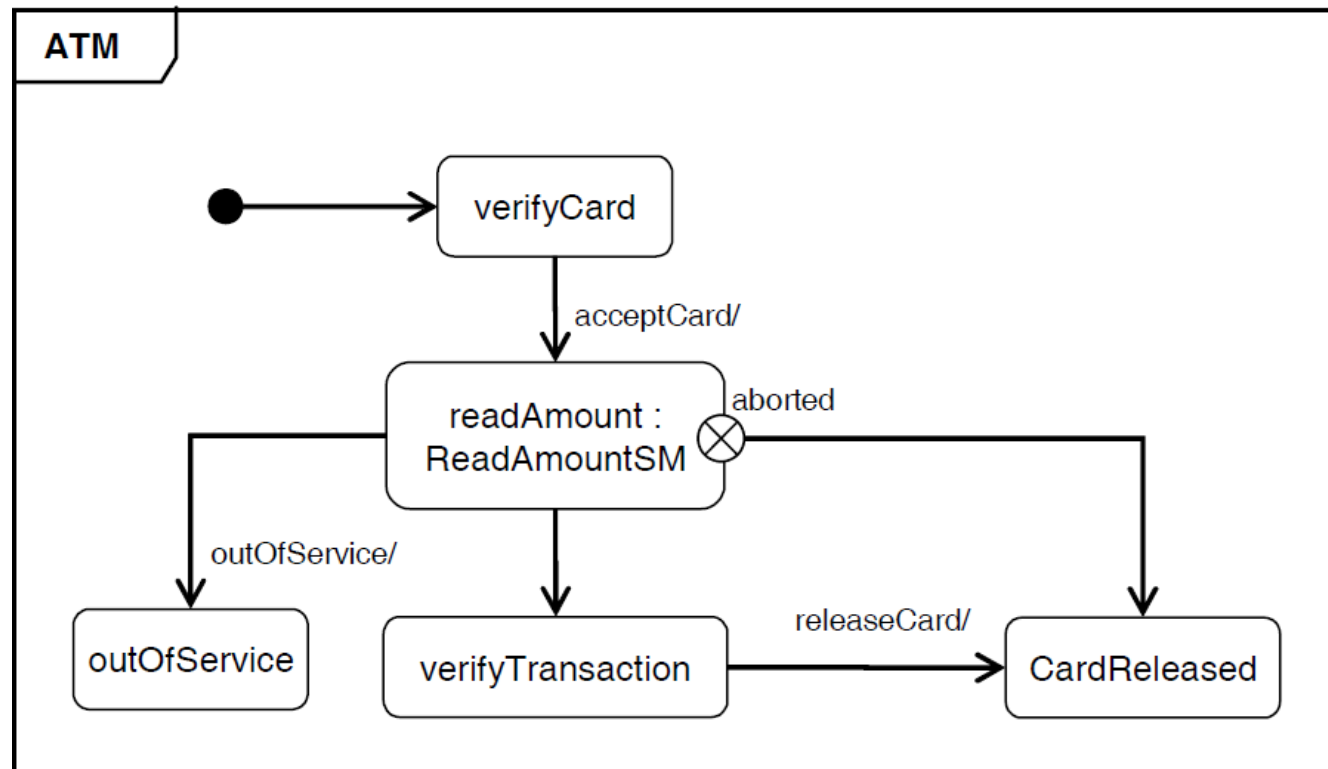 ATM
verifyCard
acceptCard/
aborted
readAmount :
ReadAmountSM
outOfService/
releaseCard/
outOfService
verifyTransaction
CardReleased